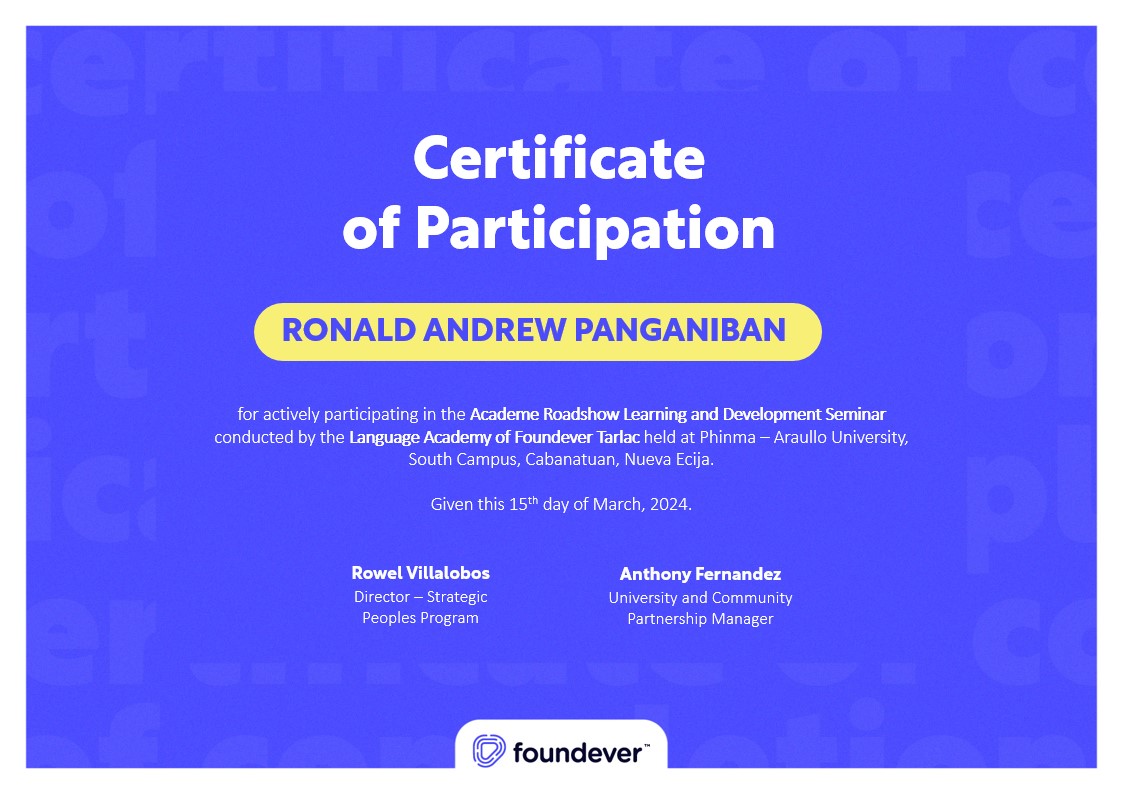 Certificate
of Participation
RONALD ANDREW PANGANIBAN
for actively participating in the Academe Roadshow Learning and Development Seminar
conducted by the Language Academy of Foundever Tarlac held at Phinma – Araullo University,
South Campus, Cabanatuan, Nueva Ecija.
Given this 15th day of March, 2024.
Rowel Villalobos
Director – Strategic
Peoples Program
Anthony Fernandez
University and Community
Partnership Manager
foundever™